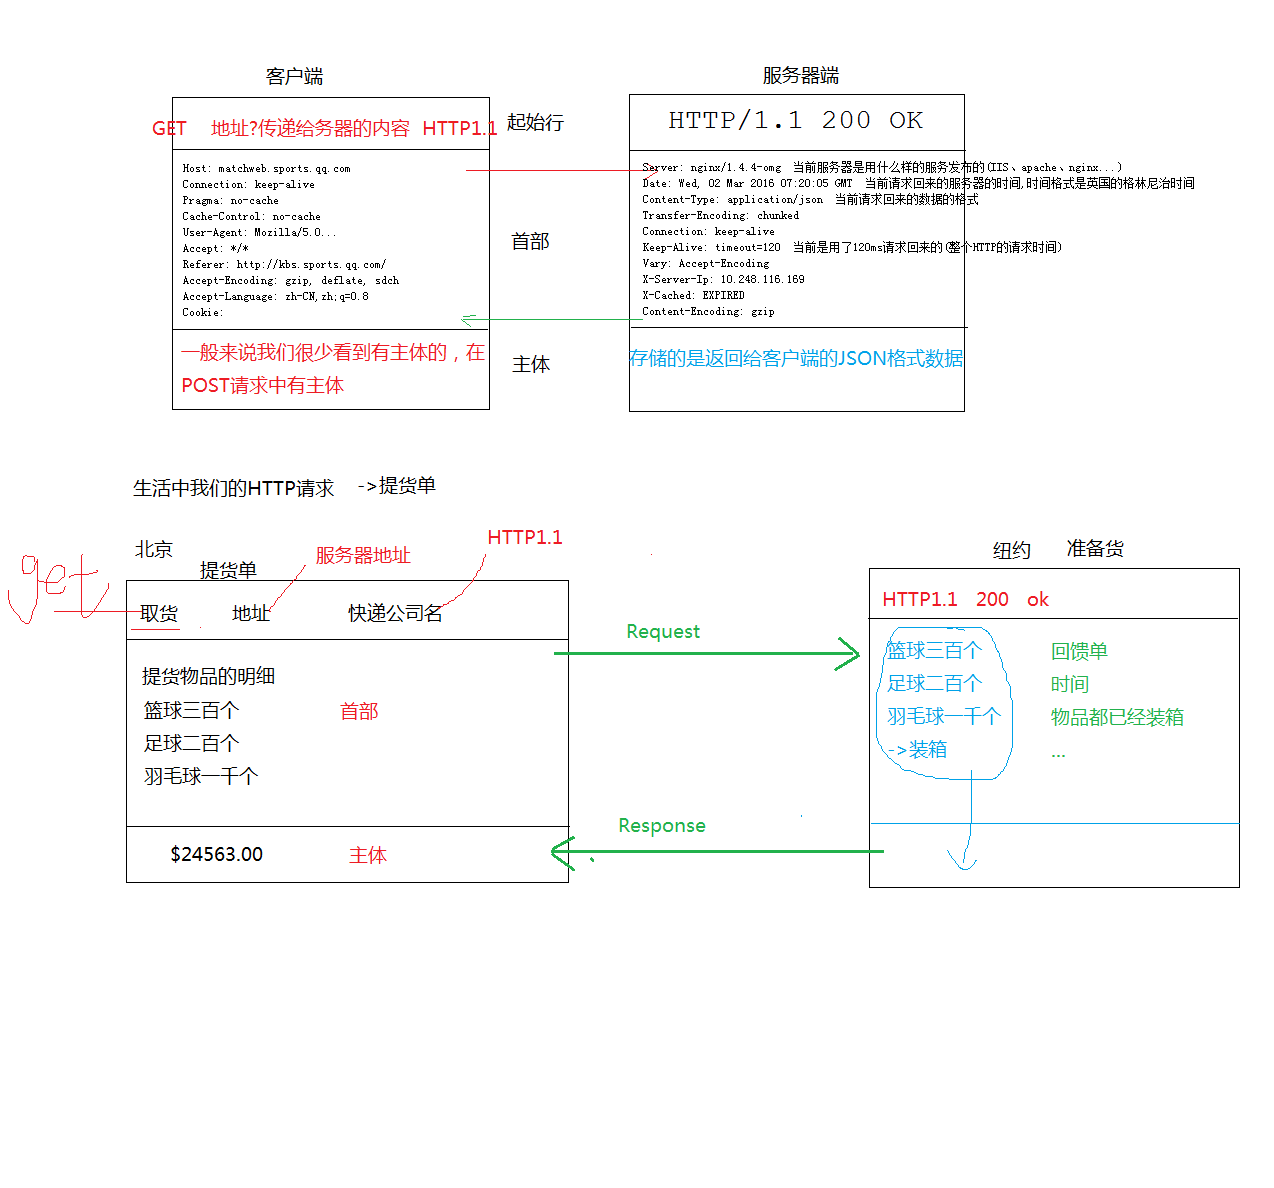 客户端
服务器端
GET 地址?传递给务器的内容 HTTP1.1
起始行
HTTP/1.1 200 OK
Host: matchweb.sports.qq.com
Connection: keep-alive
Pragma: no-cache
Cache-Control: no-cache
User-Agent: Mozilla/5.0...
Accept: */*
Referer: http://kbs.sports.qq.com/
Accept-Encoding: gzip, deflate, sdch
Accept-Language: zh-CN,zh;q=0.8
Cookie:
首部
Server: nginx/1.4.4-omg 当前服务器是用什么样的服务发布的(IIS、apache、nginx...)
Date: Wed, 02 Mar 2016 07:20:05 GMT 当前请求回来的服务器的时间,时间格式是英国的格林尼治时间
Content-Type: application/json 当前请求回来的数据的格式
Transfer-Encoding: chunked
Connection: keep-alive
Keep-Alive: timeout=120 当前是用了120ms请求回来的(整个HTTP的请求时间)
Vary: Accept-Encoding
X-Server-Ip: 10.248.116.169
X-Cached: EXPIRED
Content-Encoding: gzip
一般来说我们很少看到有主体的，在
POST请求中有主体
主体
存储的是返回给客户端的JSON格式数据
生活中我们的HTTP请求 ->提货单
北京
提货单
服务器地址
HTTP1.1
get
取货 地址 快递公司名
提货物品的明细
篮球三百个
足球二百个
羽毛球一千个
首部
$24563.00 主体
Request
Response
纽约 准备货
HTTP1.1 200 ok
篮球三百个 回馈单
足球二百个 时间
羽毛球一千个 物品都已经装箱
->装箱 ...